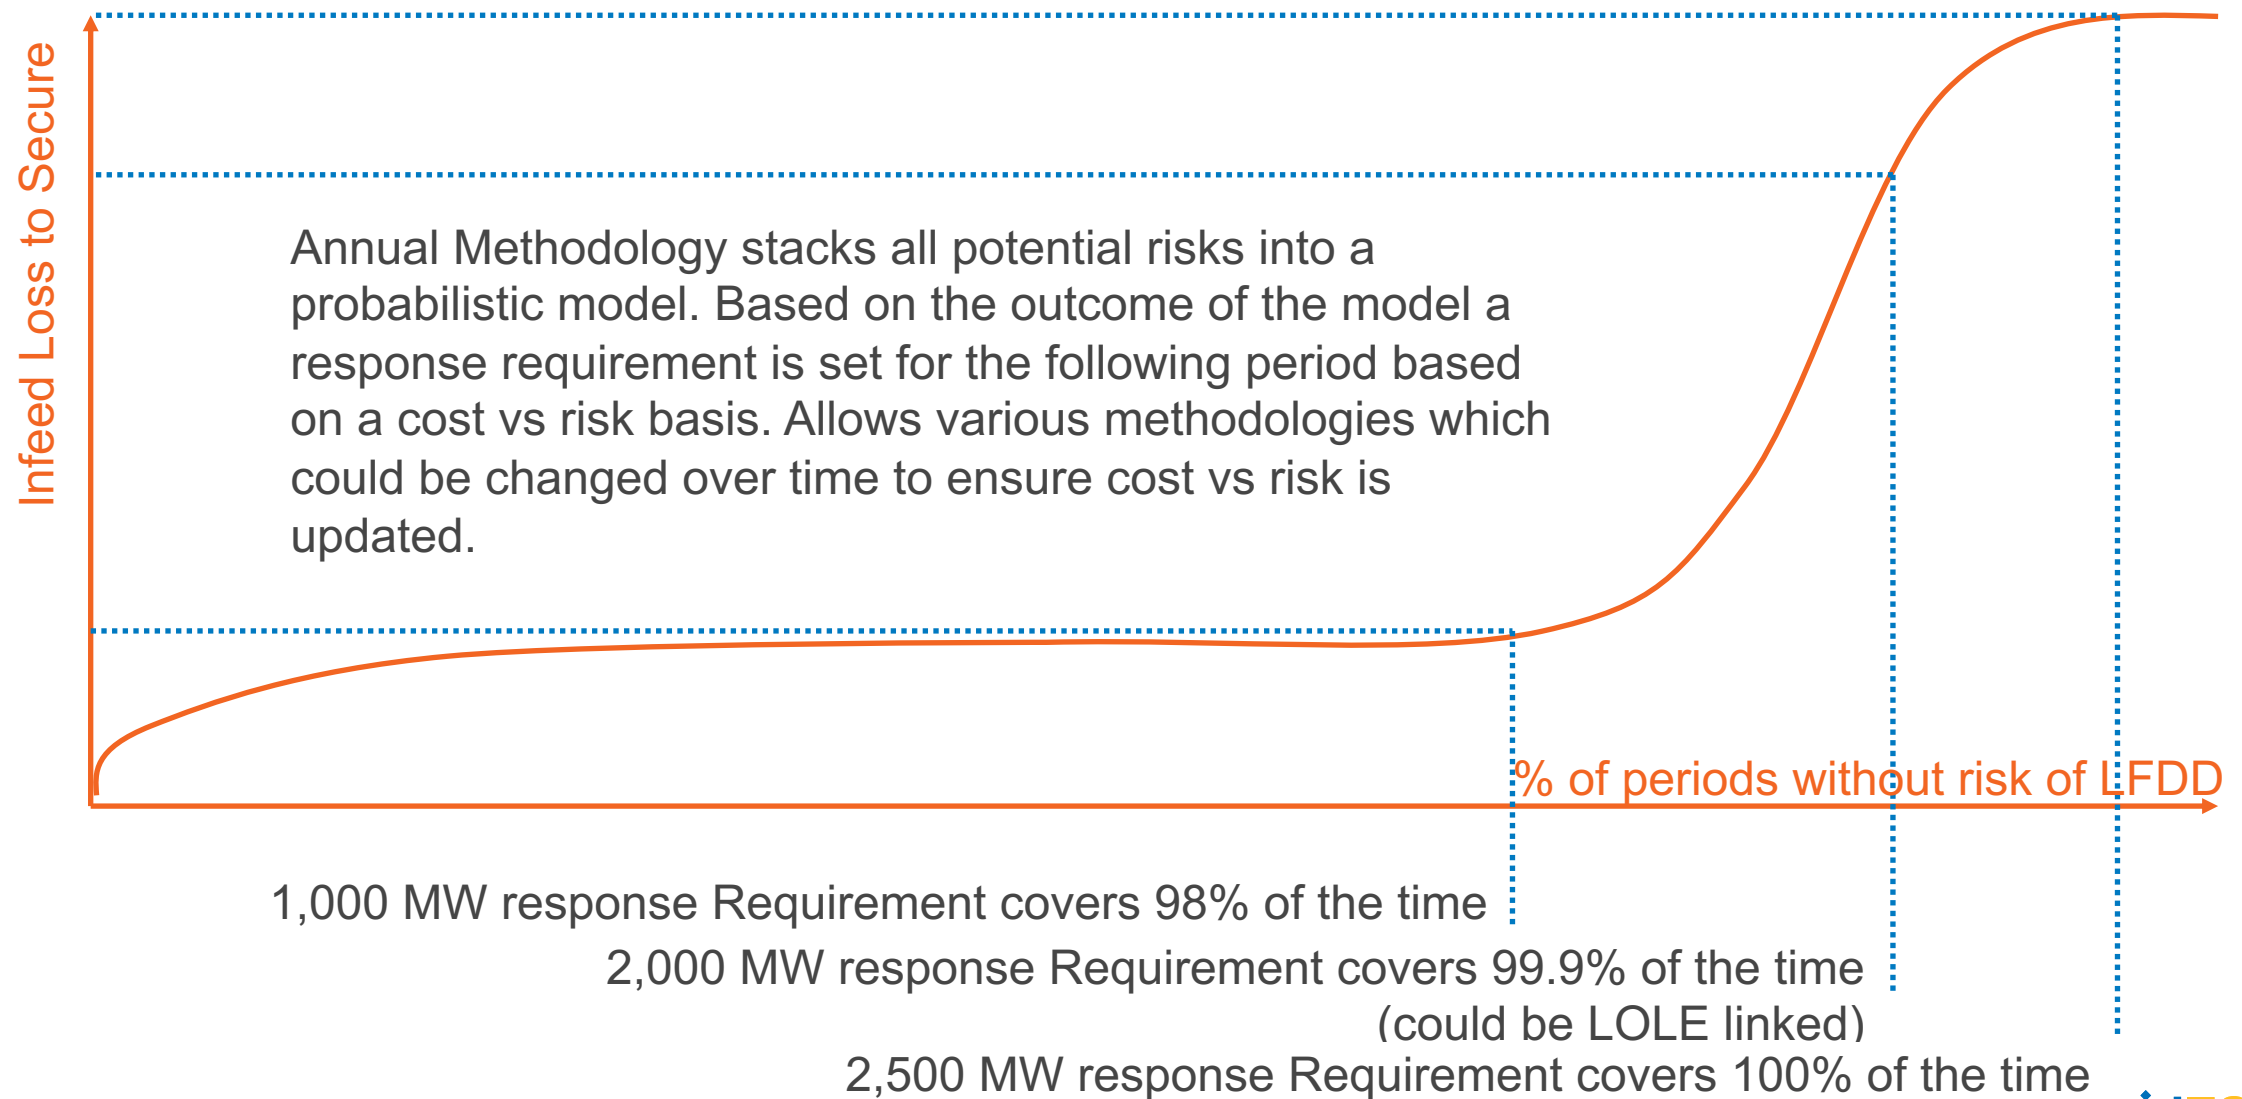 Infeed Loss to Secure
Annual Methodology stacks all potential risks into a
probabilistic model. Based on the outcome of the model a
response requirement is set for the following period based
on a cost vs risk basis. Allows various methodologies which
could be changed over time to ensure cost vs risk is
updated.
% of periods without risk of LFDD
1,000 MW response Requirement covers 98% of the time
2,000 MW response Requirement covers 99.9% of the time
(could be LOLE linked)
2,500 MW response Requirement covers 100% of the time